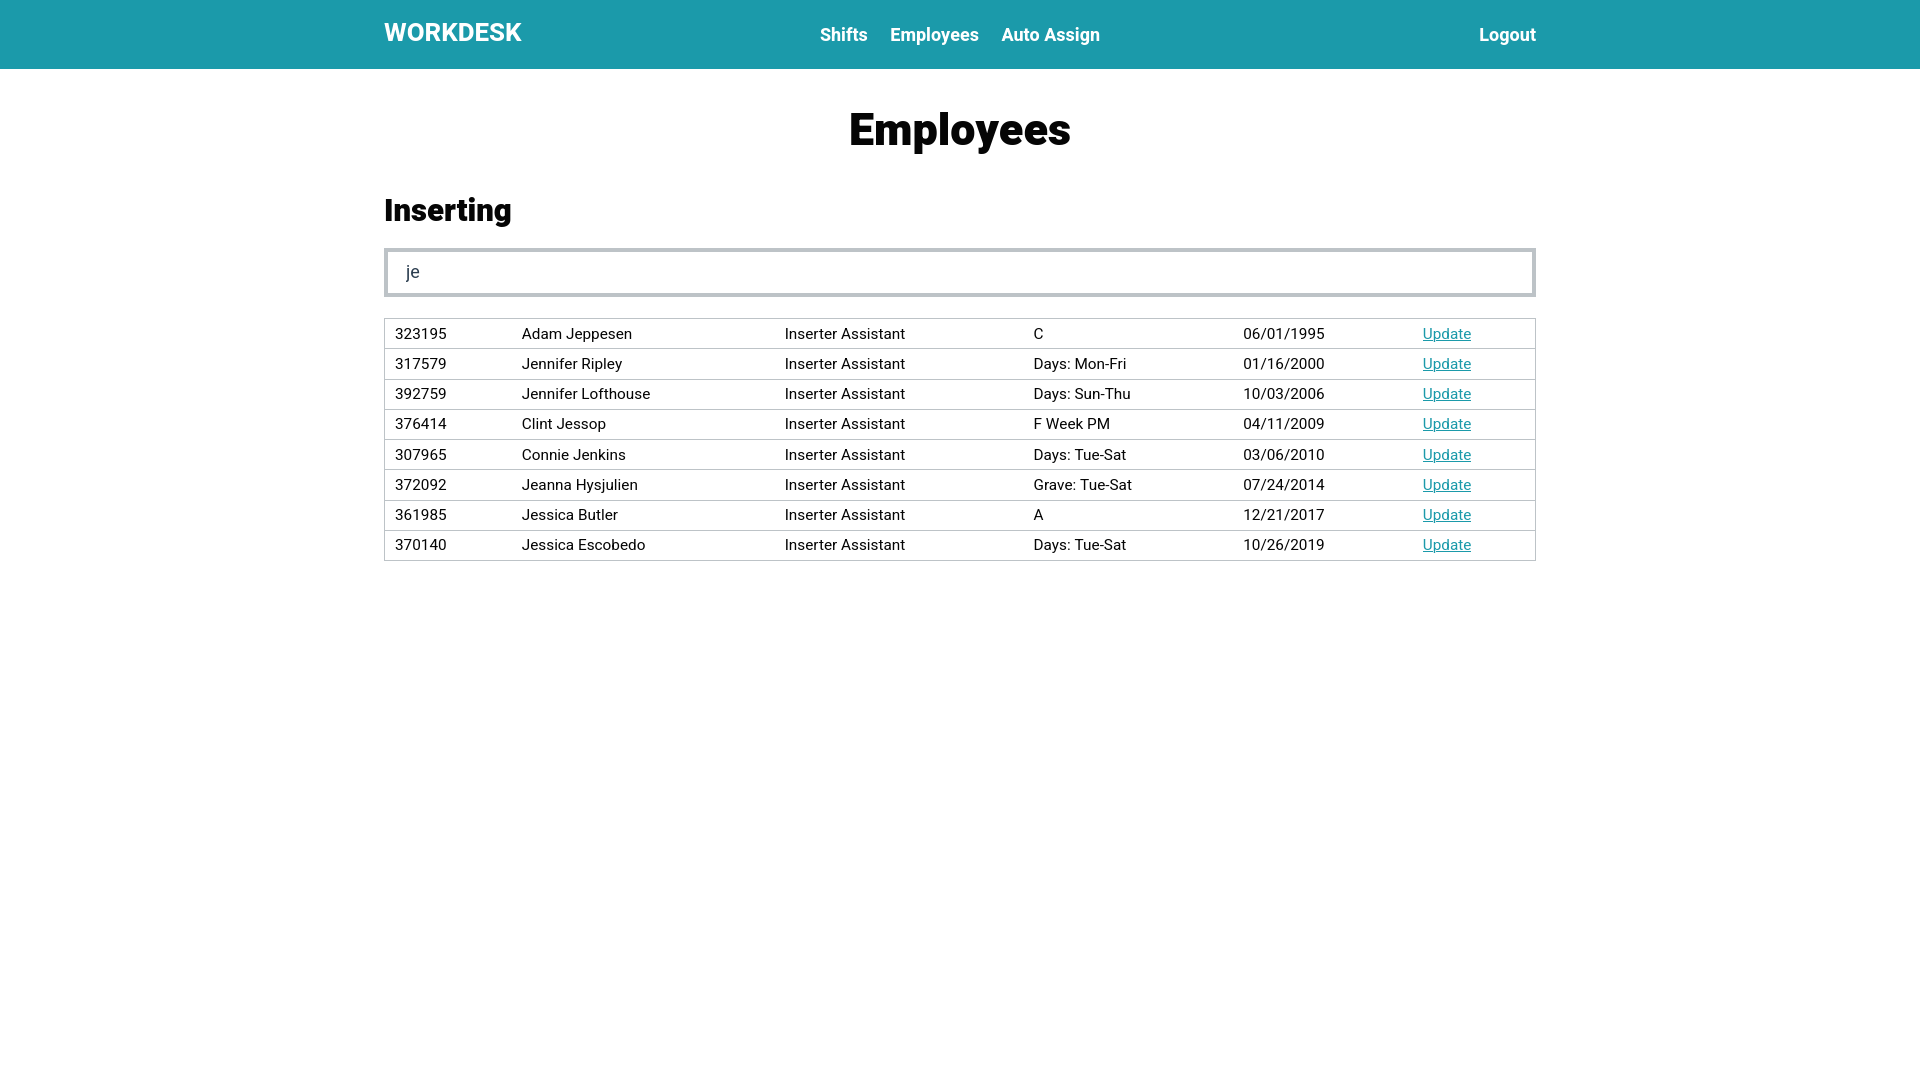 WORKDESK Shifts Employees Auto Assign Logout
Employees
Inserting
je
323195 Adam Jeppesen Inserter Assistant C 06/01/1995 Update
317579 Jennifer Ripley Inserter Assistant Days: Mon-Fri 01/16/2000 Update
392759 Jennifer Lofthouse Inserter Assistant Days: Sun-Thu 10/03/2006 Update
376414 Clint Jessop Inserter Assistant F Week PM 04/11/2009 Update
307965 Connie Jenkins Inserter Assistant Days: Tue-Sat 03/06/2010 Update
372092 Jeanna Hysjulien Inserter Assistant Grave: Tue-Sat 07/24/2014 Update
361985 Jessica Butler Inserter Assistant A 12/21/2017 Update
370140 Jessica Escobedo Inserter Assistant Days: Tue-Sat 10/26/2019 Update